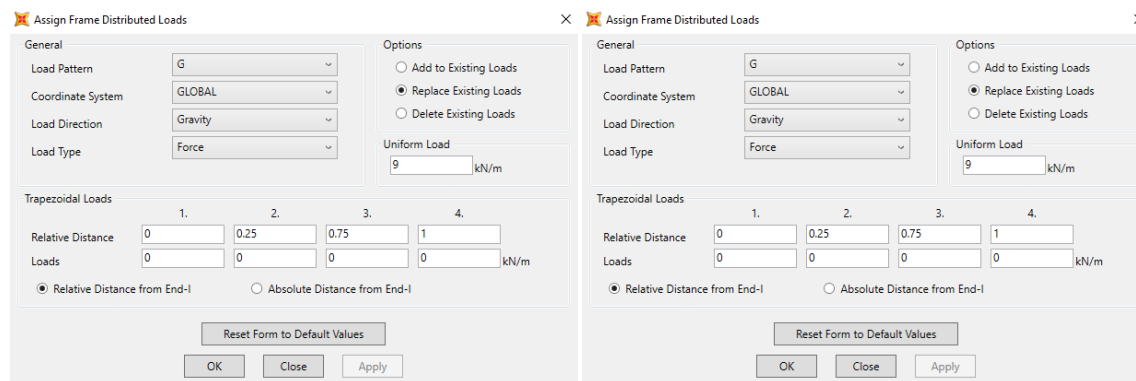 Assign Frame Distributed Loads
General
Load Pattern G
Coordinate System GLOBAL
Load Direction Gravity
Load Type Force
Options
Add to Existing Loads
Replace Existing Loads
Delete Existing Loads
Uniform Load
9 kN/m
Trapezoidal Loads
1. 2. 3. 4.
Relative Distance 0 0.25 0.75 1
Loads 0 0 0 0 kN/m
Relative Distance from End-I Absolute Distance from End-I
Reset Form to Default Values
OK Close Apply
Assign Frame Distributed Loads
General
Load Pattern G
Coordinate System GLOBAL
Load Direction Gravity
Load Type Force
Options
Add to Existing Loads
Replace Existing Loads
Delete Existing Loads
Uniform Load
9 kN/m
Trapezoidal Loads
1. 2. 3. 4.
Relative Distance 0 0.25 0.75 1
Loads 0 0 0 0 kN/m
Relative Distance from End-I Absolute Distance from End-I
Reset Form to Default Values
OK Close Apply